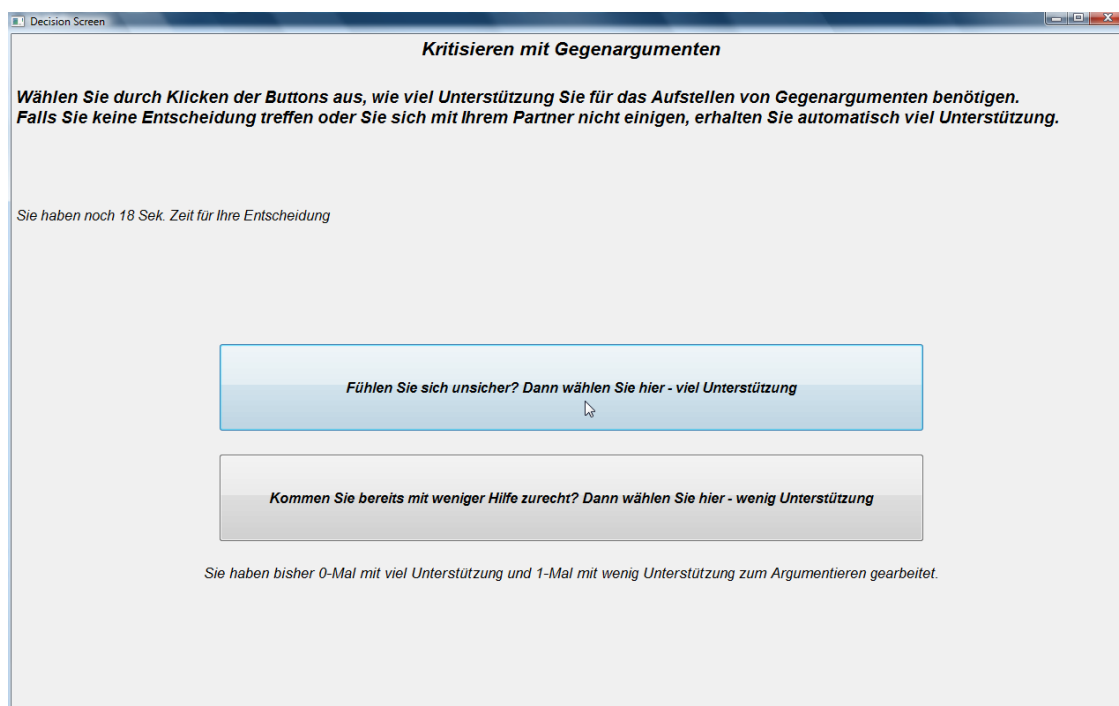 Decision Screen
Kritisieren mit Gegenargumenten
Wählen Sie durch Klicken der Buttons aus, wie viel Unterstützung Sie für das Aufstellen von Gegenargumenten benötigen.
Falls Sie keine Entscheidung treffen oder Sie sich mit Ihrem Partner nicht einigen, erhalten Sie automatisch viel Unterstützung.
Sie haben noch 18 Sek. Zeit für Ihre Entscheidung
Fühlen Sie sich unsicher? Dann wählen Sie hier - viel Unterstützung
Kommen Sie bereits mit weniger Hilfe zurecht? Dann wählen Sie hier - wenig Unterstützung
Sie haben bisher 0-Mal mit viel Unterstützung und 1-Mal mit wenig Unterstützung zum Argumentieren gearbeitet.